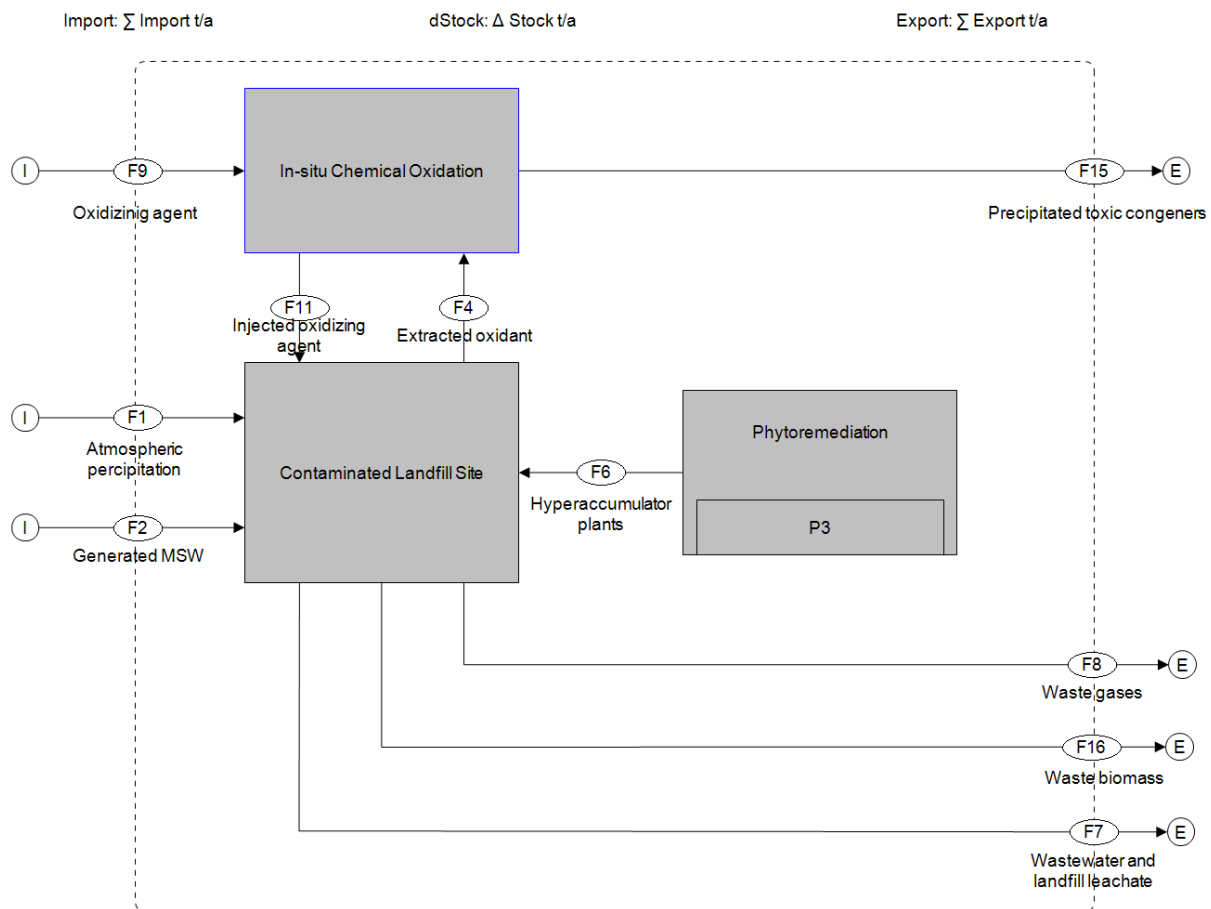 Import: ∑ Import t/a
dStock: Δ Stock t/a
Export: ∑ Export t/a
In-situ Chemical Oxidation
I
F9
F15
E
Oxidizinig agent
Precipitated toxic congeners
F11
F4
Injected oxidizing
agent
Extracted oxidant
I
F1
Atmospheric
percipitation
Phytoremediation
Contaminated Landfill Site
F6
Hyperaccumulator
plants
I
F2
P3
Generated MSW
F8
E
Waste gases
F16
E
Waste biomass
F7
E
Wastewater and
landfill leachate